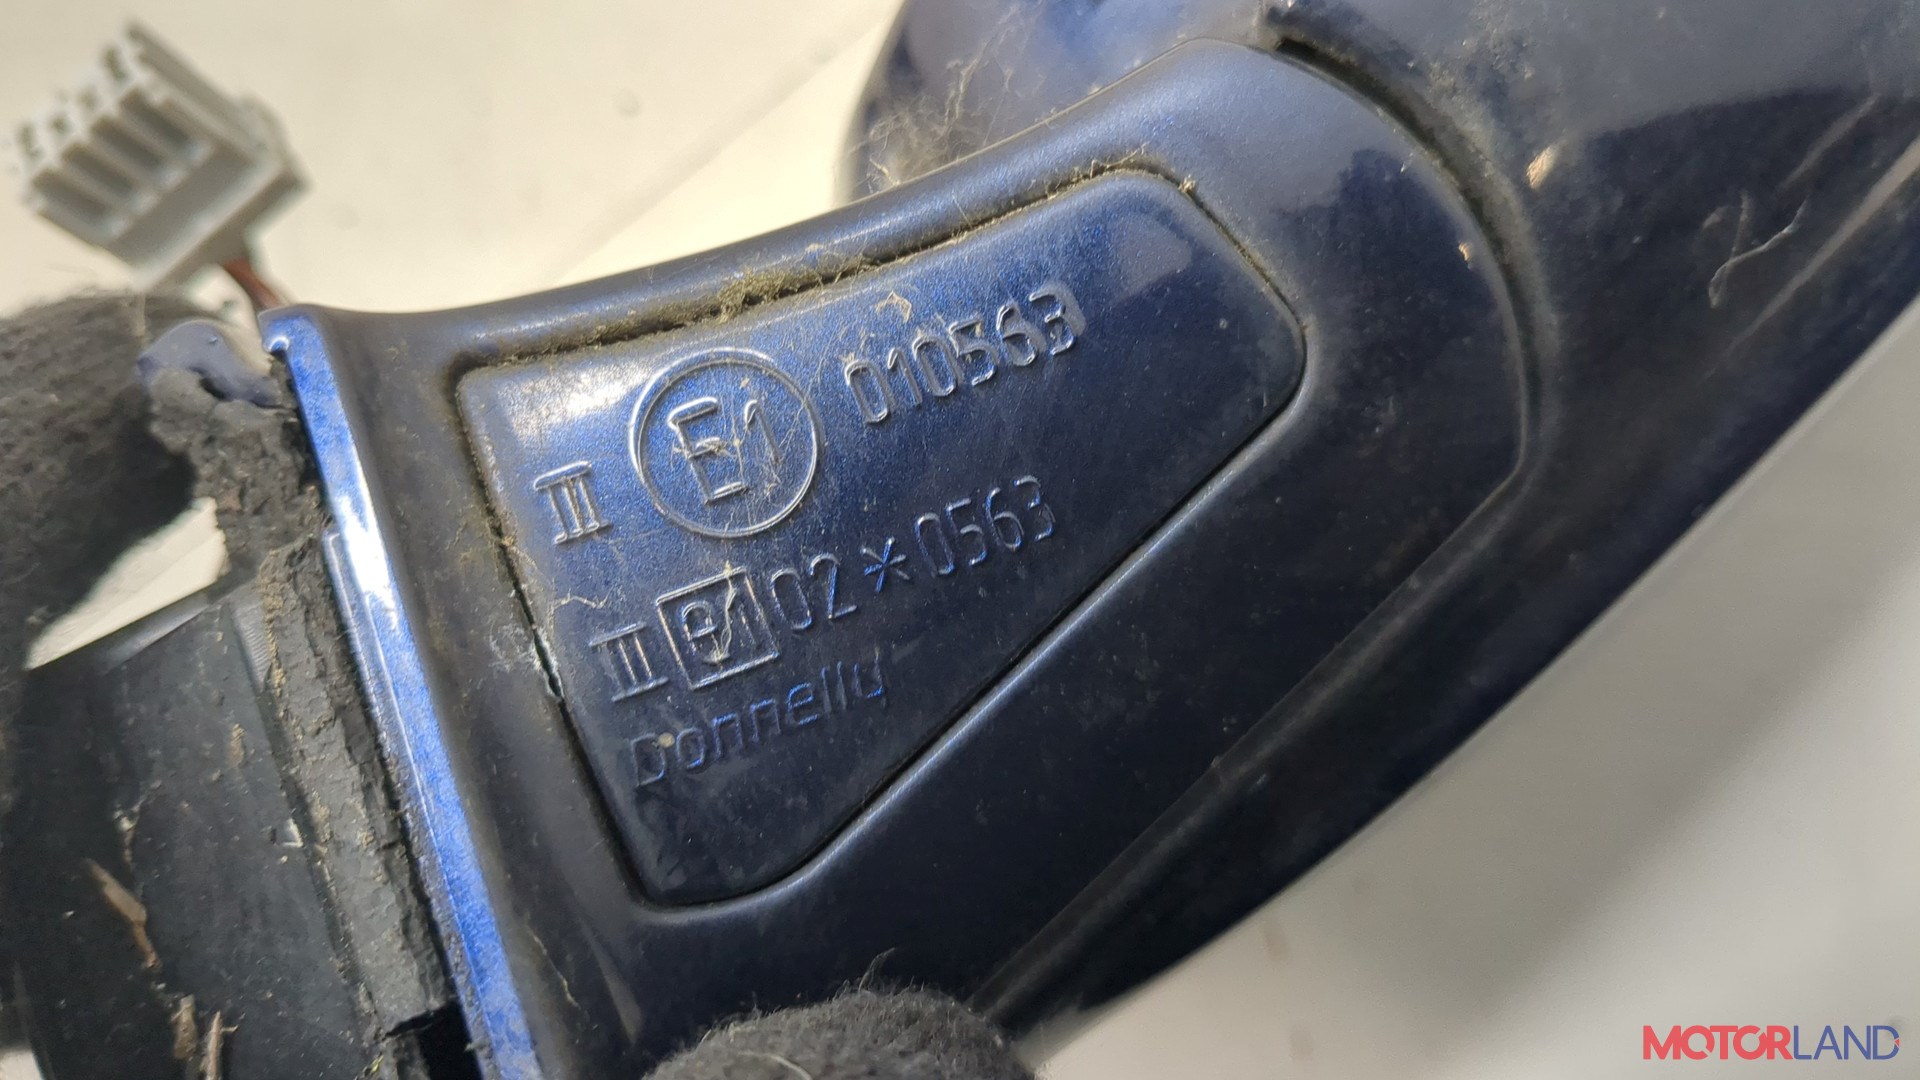 III E1 010563
III e1 02*0563
Donnelly
MOTORLAND